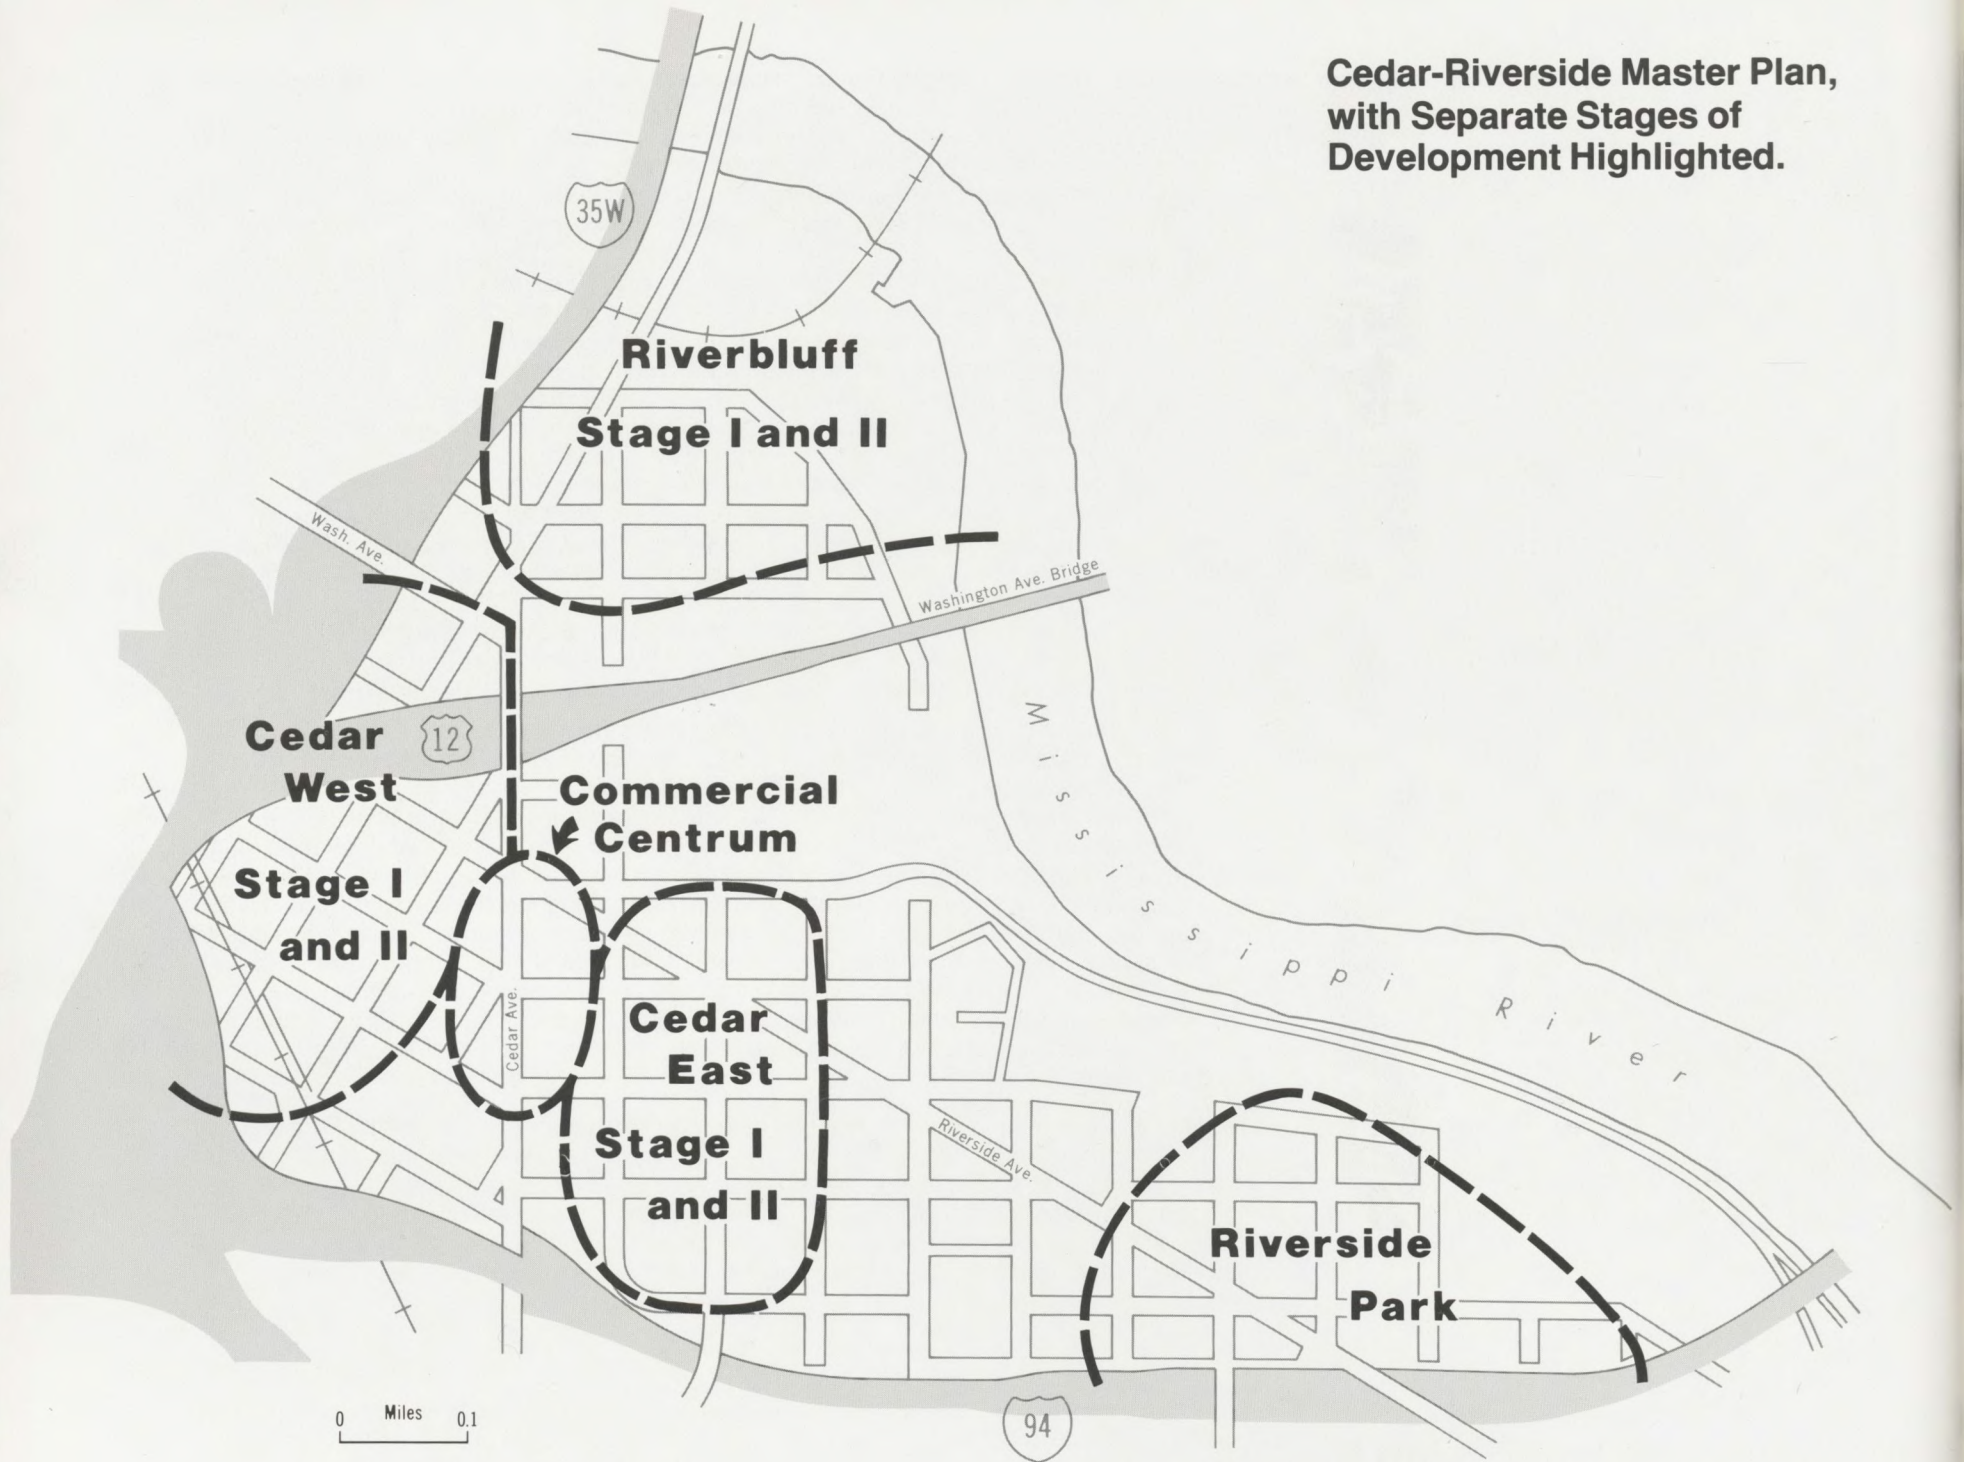 Cedar-Riverside Master Plan,
with Separate Stages of
Development Highlighted.
35W
Riverbluff
Stage I and II
Wash. Ave.
Washington Ave. Bridge
Cedar
West
12
Commercial
Centrum
Mississippi River
Stage I
and II
Cedar Ave.
Cedar
East
Stage I
and II
Riverside Ave.
Riverside
Park
0 Miles 0.1
94